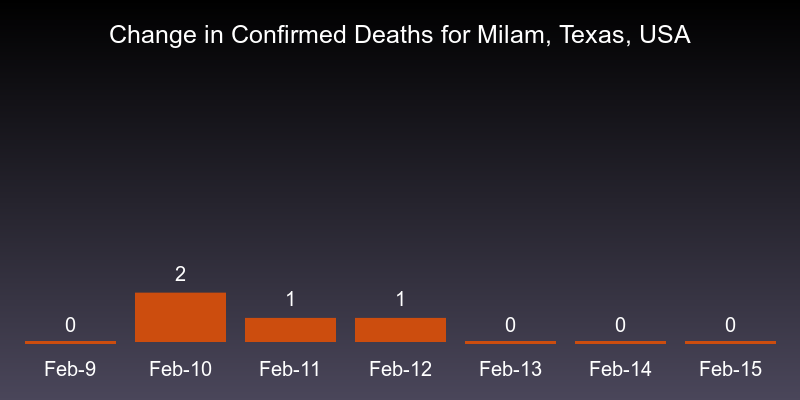 Change in Confirmed Deaths for Milam, Texas, USA
2
1 1
0 0 0 0
Feb-9 Feb-10 Feb-11 Feb-12 Feb-13 Feb-14 Feb-15